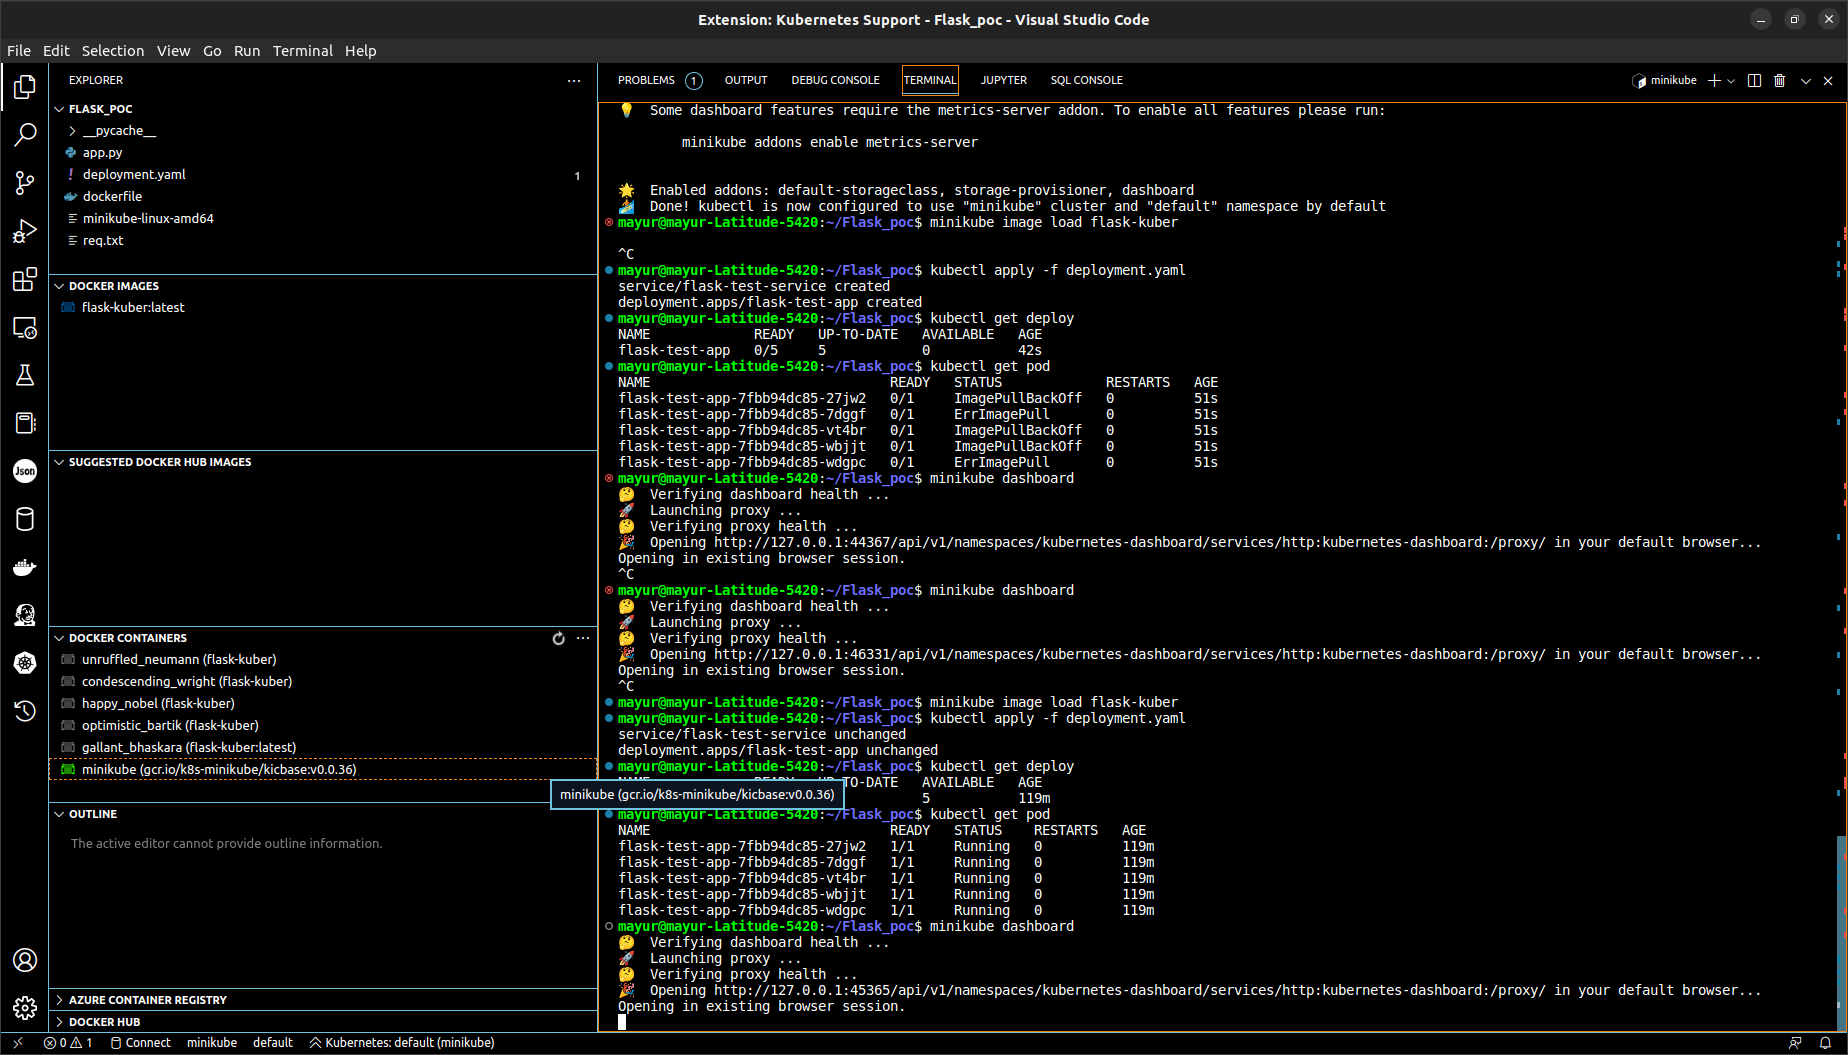 Extension: Kubernetes Support - Flask_poc - Visual Studio Code
File Edit Selection View Go Run Terminal Help
EXPLORER
FLASK_POC
__pycache__
app.py
deployment.yaml 1
dockerfile
minikube-linux-amd64
req.txt
DOCKER IMAGES
flask-kuber:latest
SUGGESTED DOCKER HUB IMAGES
DOCKER CONTAINERS
unruffled_neumann (flask-kuber)
condescending_wright (flask-kuber)
happy_nobel (flask-kuber)
optimistic_bartik (flask-kuber)
gallant_bhaskara (flask-kuber:latest)
minikube (gcr.io/k8s-minikube/kicbase:v0.0.36)
OUTLINE
The active editor cannot provide outline information.
AZURE CONTAINER REGISTRY
DOCKER HUB
Json
PROBLEMS 1 OUTPUT DEBUG CONSOLE TERMINAL JUPYTER SQL CONSOLE minikube
Some dashboard features require the metrics-server addon. To enable all features please run:
minikube addons enable metrics-server
Enabled addons: default-storageclass, storage-provisioner, dashboard
Done! kubectl is now configured to use "minikube" cluster and "default" namespace by default
mayur@mayur-Latitude-5420:~/Flask_poc$ minikube image load flask-kuber
^C
mayur@mayur-Latitude-5420:~/Flask_poc$ kubectl apply -f deployment.yaml
service/flask-test-service created
deployment.apps/flask-test-app created
mayur@mayur-Latitude-5420:~/Flask_poc$ kubectl get deploy
NAME READY UP-TO-DATE AVAILABLE AGE
flask-test-app 0/5 5 0 42s
mayur@mayur-Latitude-5420:~/Flask_poc$ kubectl get pod
NAME READY STATUS RESTARTS AGE
flask-test-app-7fbb94dc85-27jw2 0/1 ImagePullBackOff 0 51s
flask-test-app-7fbb94dc85-7dggf 0/1 ErrImagePull 0 51s
flask-test-app-7fbb94dc85-vt4br 0/1 ImagePullBackOff 0 51s
flask-test-app-7fbb94dc85-wbjjt 0/1 ImagePullBackOff 0 51s
flask-test-app-7fbb94dc85-wdgpc 0/1 ErrImagePull 0 51s
mayur@mayur-Latitude-5420:~/Flask_poc$ minikube dashboard
Verifying dashboard health ...
Launching proxy ...
Verifying proxy health ...
Opening http://127.0.0.1:44367/api/v1/namespaces/kubernetes-dashboard/services/http:kubernetes-dashboard:/proxy/ in your default browser...
Opening in existing browser session.
^C
mayur@mayur-Latitude-5420:~/Flask_poc$ minikube dashboard
Verifying dashboard health ...
Launching proxy ...
Verifying proxy health ...
Opening http://127.0.0.1:46331/api/v1/namespaces/kubernetes-dashboard/services/http:kubernetes-dashboard:/proxy/ in your default browser...
Opening in existing browser session.
^C
mayur@mayur-Latitude-5420:~/Flask_poc$ minikube image load flask-kuber
mayur@mayur-Latitude-5420:~/Flask_poc$ kubectl apply -f deployment.yaml
service/flask-test-service unchanged
deployment.apps/flask-test-app unchanged
mayur@mayur-Latitude-5420:~/Flask_poc$ kubectl get deploy
TO-DATE AVAILABLE AGE
minikube (gcr.io/k8s-minikube/kicbase:v0.0.36) 5 119m
mayur@mayur-Latitude-5420:~/Flask_poc$ kubectl get pod
NAME READY STATUS RESTARTS AGE
flask-test-app-7fbb94dc85-27jw2 1/1 Running 0 119m
flask-test-app-7fbb94dc85-7dggf 1/1 Running 0 119m
flask-test-app-7fbb94dc85-vt4br 1/1 Running 0 119m
flask-test-app-7fbb94dc85-wbjjt 1/1 Running 0 119m
flask-test-app-7fbb94dc85-wdgpc 1/1 Running 0 119m
mayur@mayur-Latitude-5420:~/Flask_poc$ minikube dashboard
Verifying dashboard health ...
Launching proxy ...
Verifying proxy health ...
Opening http://127.0.0.1:45365/api/v1/namespaces/kubernetes-dashboard/services/http:kubernetes-dashboard:/proxy/ in your default browser...
Opening in existing browser session.
0 1 Connect minikube default Kubernetes: default (minikube)